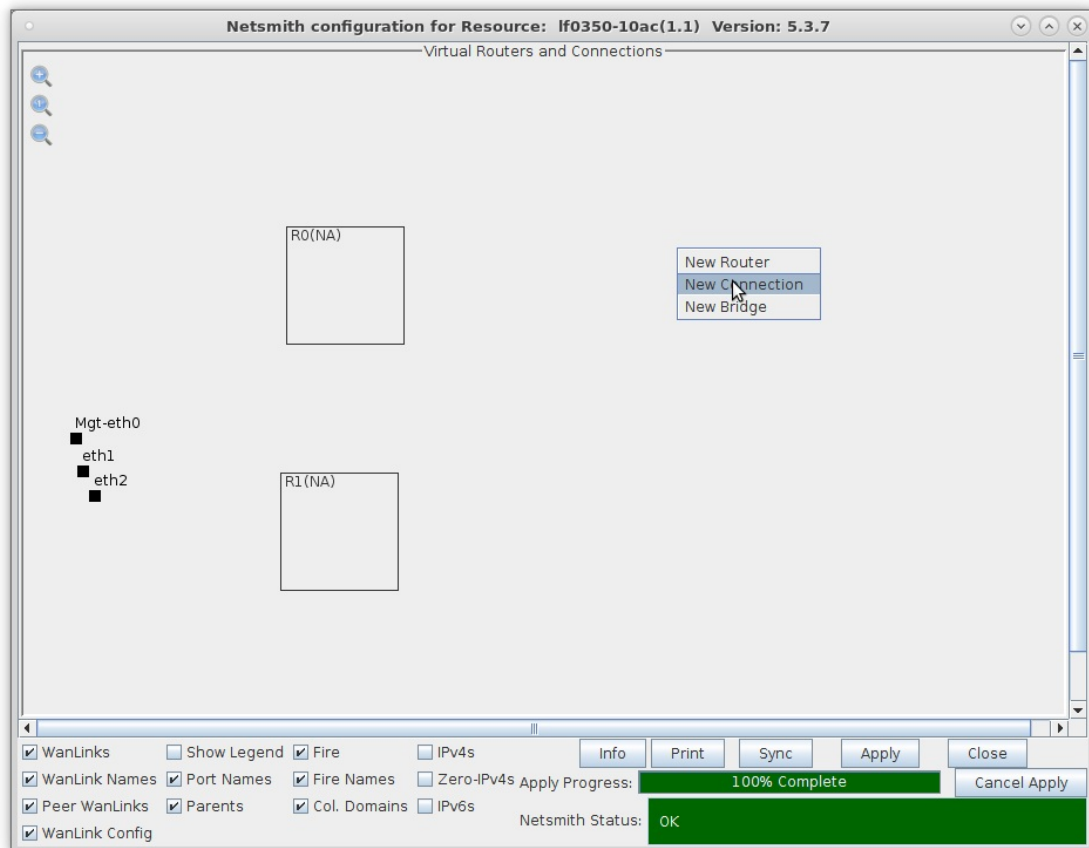 Netsmith configuration for Resource:  lf0350-10ac(1.1)  Version: 5.3.7
Virtual Routers and Connections
R0(NA)
New Router
New Connection
New Bridge
Mgt-eth0
eth1
eth2
R1(NA)
WanLinks Show Legend Fire IPv4s Info Print Sync Apply Close
WanLink Names Port Names Fire Names Zero-IPv4s Apply Progress: 100% Complete Cancel Apply
Peer WanLinks Parents Col. Domains IPv6s Netsmith Status: OK
WanLink Config